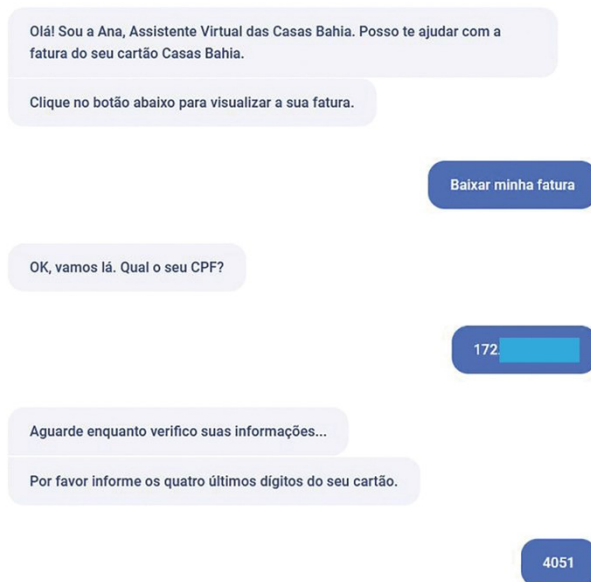 Olá! Sou a Ana, Assistente Virtual das Casas Bahia. Posso te ajudar com a
fatura do seu cartão Casas Bahia.
Clique no botão abaixo para visualizar a sua fatura.
Baixar minha fatura
OK, vamos lá. Qual o seu CPF?
172.
Aguarde enquanto verifico suas informações...
Por favor informe os quatro últimos dígitos do seu cartão.
4051